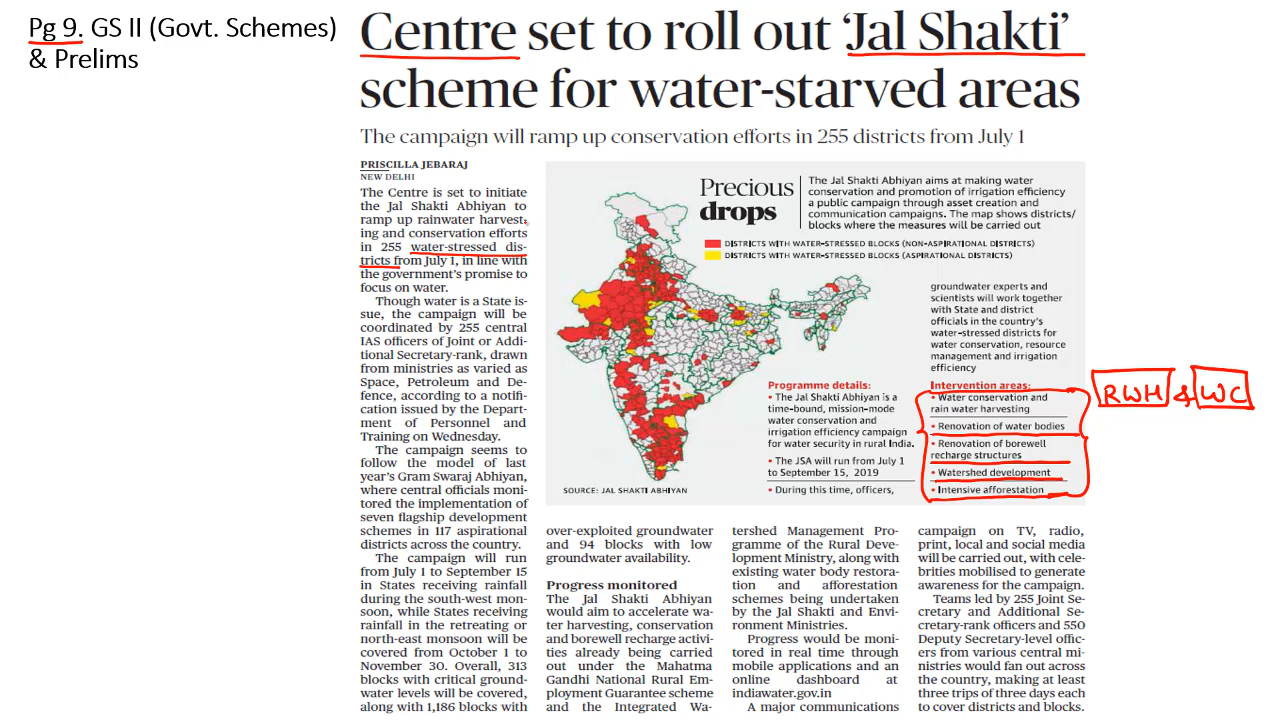 Pg 9. GS II (Govt. Schemes)
& Prelims
Centre set to roll out ‘Jal Shakti’
scheme for water-starved areas
The campaign will ramp up conservation efforts in 255 districts from July 1
PRISCILLA JEBARAJ
NEW DELHI
The Centre is set to initiate
the Jal Shakti Abhiyan to
ramp up rainwater harvest-
ing and conservation efforts
in 255 water-stressed dis-
tricts from July 1, in line with
the government’s promise to
focus on water.
Though water is a State is-
sue, the campaign will be
coordinated by 255 central
IAS officers of Joint or Addi-
tional Secretary-rank, drawn
from ministries as varied as
Space, Petroleum and De-
fence, according to a notifi-
cation issued by the Depart-
ment of Personnel and
Training on Wednesday.
The campaign seems to
follow the model of last
year’s Gram Swaraj Abhiyan,
where central officials moni-
tored the implementation of
seven flagship development
schemes in 117 aspirational
districts across the country.
The campaign will run
from July 1 to September 15
in States receiving rainfall
during the south-west mon-
soon, while States receiving
rainfall in the retreating or
north-east monsoon will be
covered from October 1 to
November 30. Overall, 313
blocks with critical ground-
water levels will be covered,
along with 1,186 blocks with
Precious
drops
The Jal Shakti Abhiyan aims at making water
conservation and promotion of irrigation efficiency
a public campaign through asset creation and
communication campaigns. The map shows districts/
blocks where the measures will be carried out
DISTRICTS WITH WATER-STRESSED BLOCKS (NON-ASPIRATIONAL DISTRICTS)
DISTRICTS WITH WATER-STRESSED BLOCKS (ASPIRATIONAL DISTRICTS)
SOURCE: JAL SHAKTI ABHIYAN
Programme details:
• The Jal Shakti Abhiyan is a
time-bound, mission-mode
water conservation and
irrigation efficiency campaign
for water security in rural India.
• The JSA will run from July 1
to September 15, 2019
• During this time, officers,
groundwater experts and
scientists will work together
with State and district
officials in the country's
water-stressed districts for
water conservation, resource
management and irrigation
efficiency
Intervention areas:
• Water conservation and
rain water harvesting
• Renovation of water bodies
• Renovation of borewell
recharge structures
• Watershed development
• Intensive afforestation
RWH & WC
over-exploited groundwater
and 94 blocks with low
groundwater availability.
Progress monitored
The Jal Shakti Abhiyan
would aim to accelerate wa-
ter harvesting, conservation
and borewell recharge activi-
ties already being carried
out under the Mahatma
Gandhi National Rural Em-
ployment Guarantee scheme
and the Integrated Wa-
tershed Management Pro-
gramme of the Rural Deve-
lopment Ministry, along with
existing water body restora-
tion and afforestation
schemes being undertaken
by the Jal Shakti and Envi-
ronment Ministries.
Progress would be moni-
tored in real time through
mobile applications and an
online dashboard at
indiawater.gov.in
A major communications
campaign on TV, radio,
print, local and social media
will be carried out, with cele-
brities mobilised to generate
awareness for the campaign.
Teams led by 255 Joint Se-
cretary and Additional Se-
cretary-rank officers and 550
Deputy Secretary-level offic-
ers from various central mi-
nistries would fan out across
the country, making at least
three trips of three days each
to cover districts and blocks.